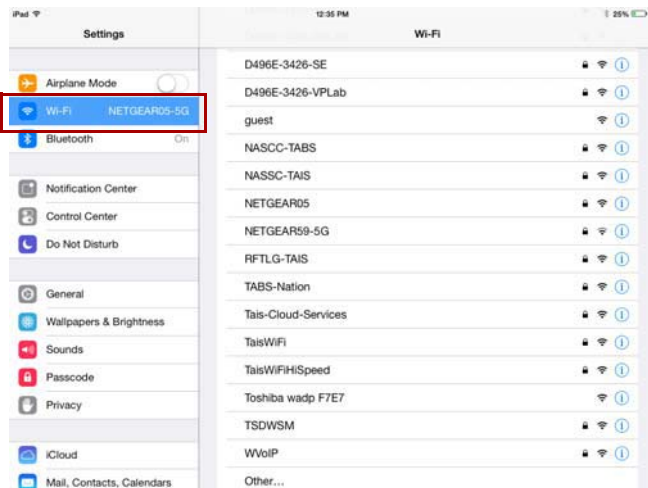 iPad 12:35 PM 25%
Settings
Wi-Fi
Airplane Mode
Wi-Fi NETGEAR05-5G
Bluetooth On
Notification Center
Control Center
Do Not Disturb
General
Wallpapers & Brightness
Sounds
Passcode
Privacy
iCloud
Mail, Contacts, Calendars
D496E-3426-SE
D496E-3426-VPLab
guest
NASCC-TABS
NASSC-TAIS
NETGEAR05
NETGEAR59-5G
RFTLG-TAIS
TABS-Nation
Tais-Cloud-Services
TaisWiFi
TaisWiFiHiSpeed
Toshiba wadp F7E7
TSDWSM
WVoIP
Other...